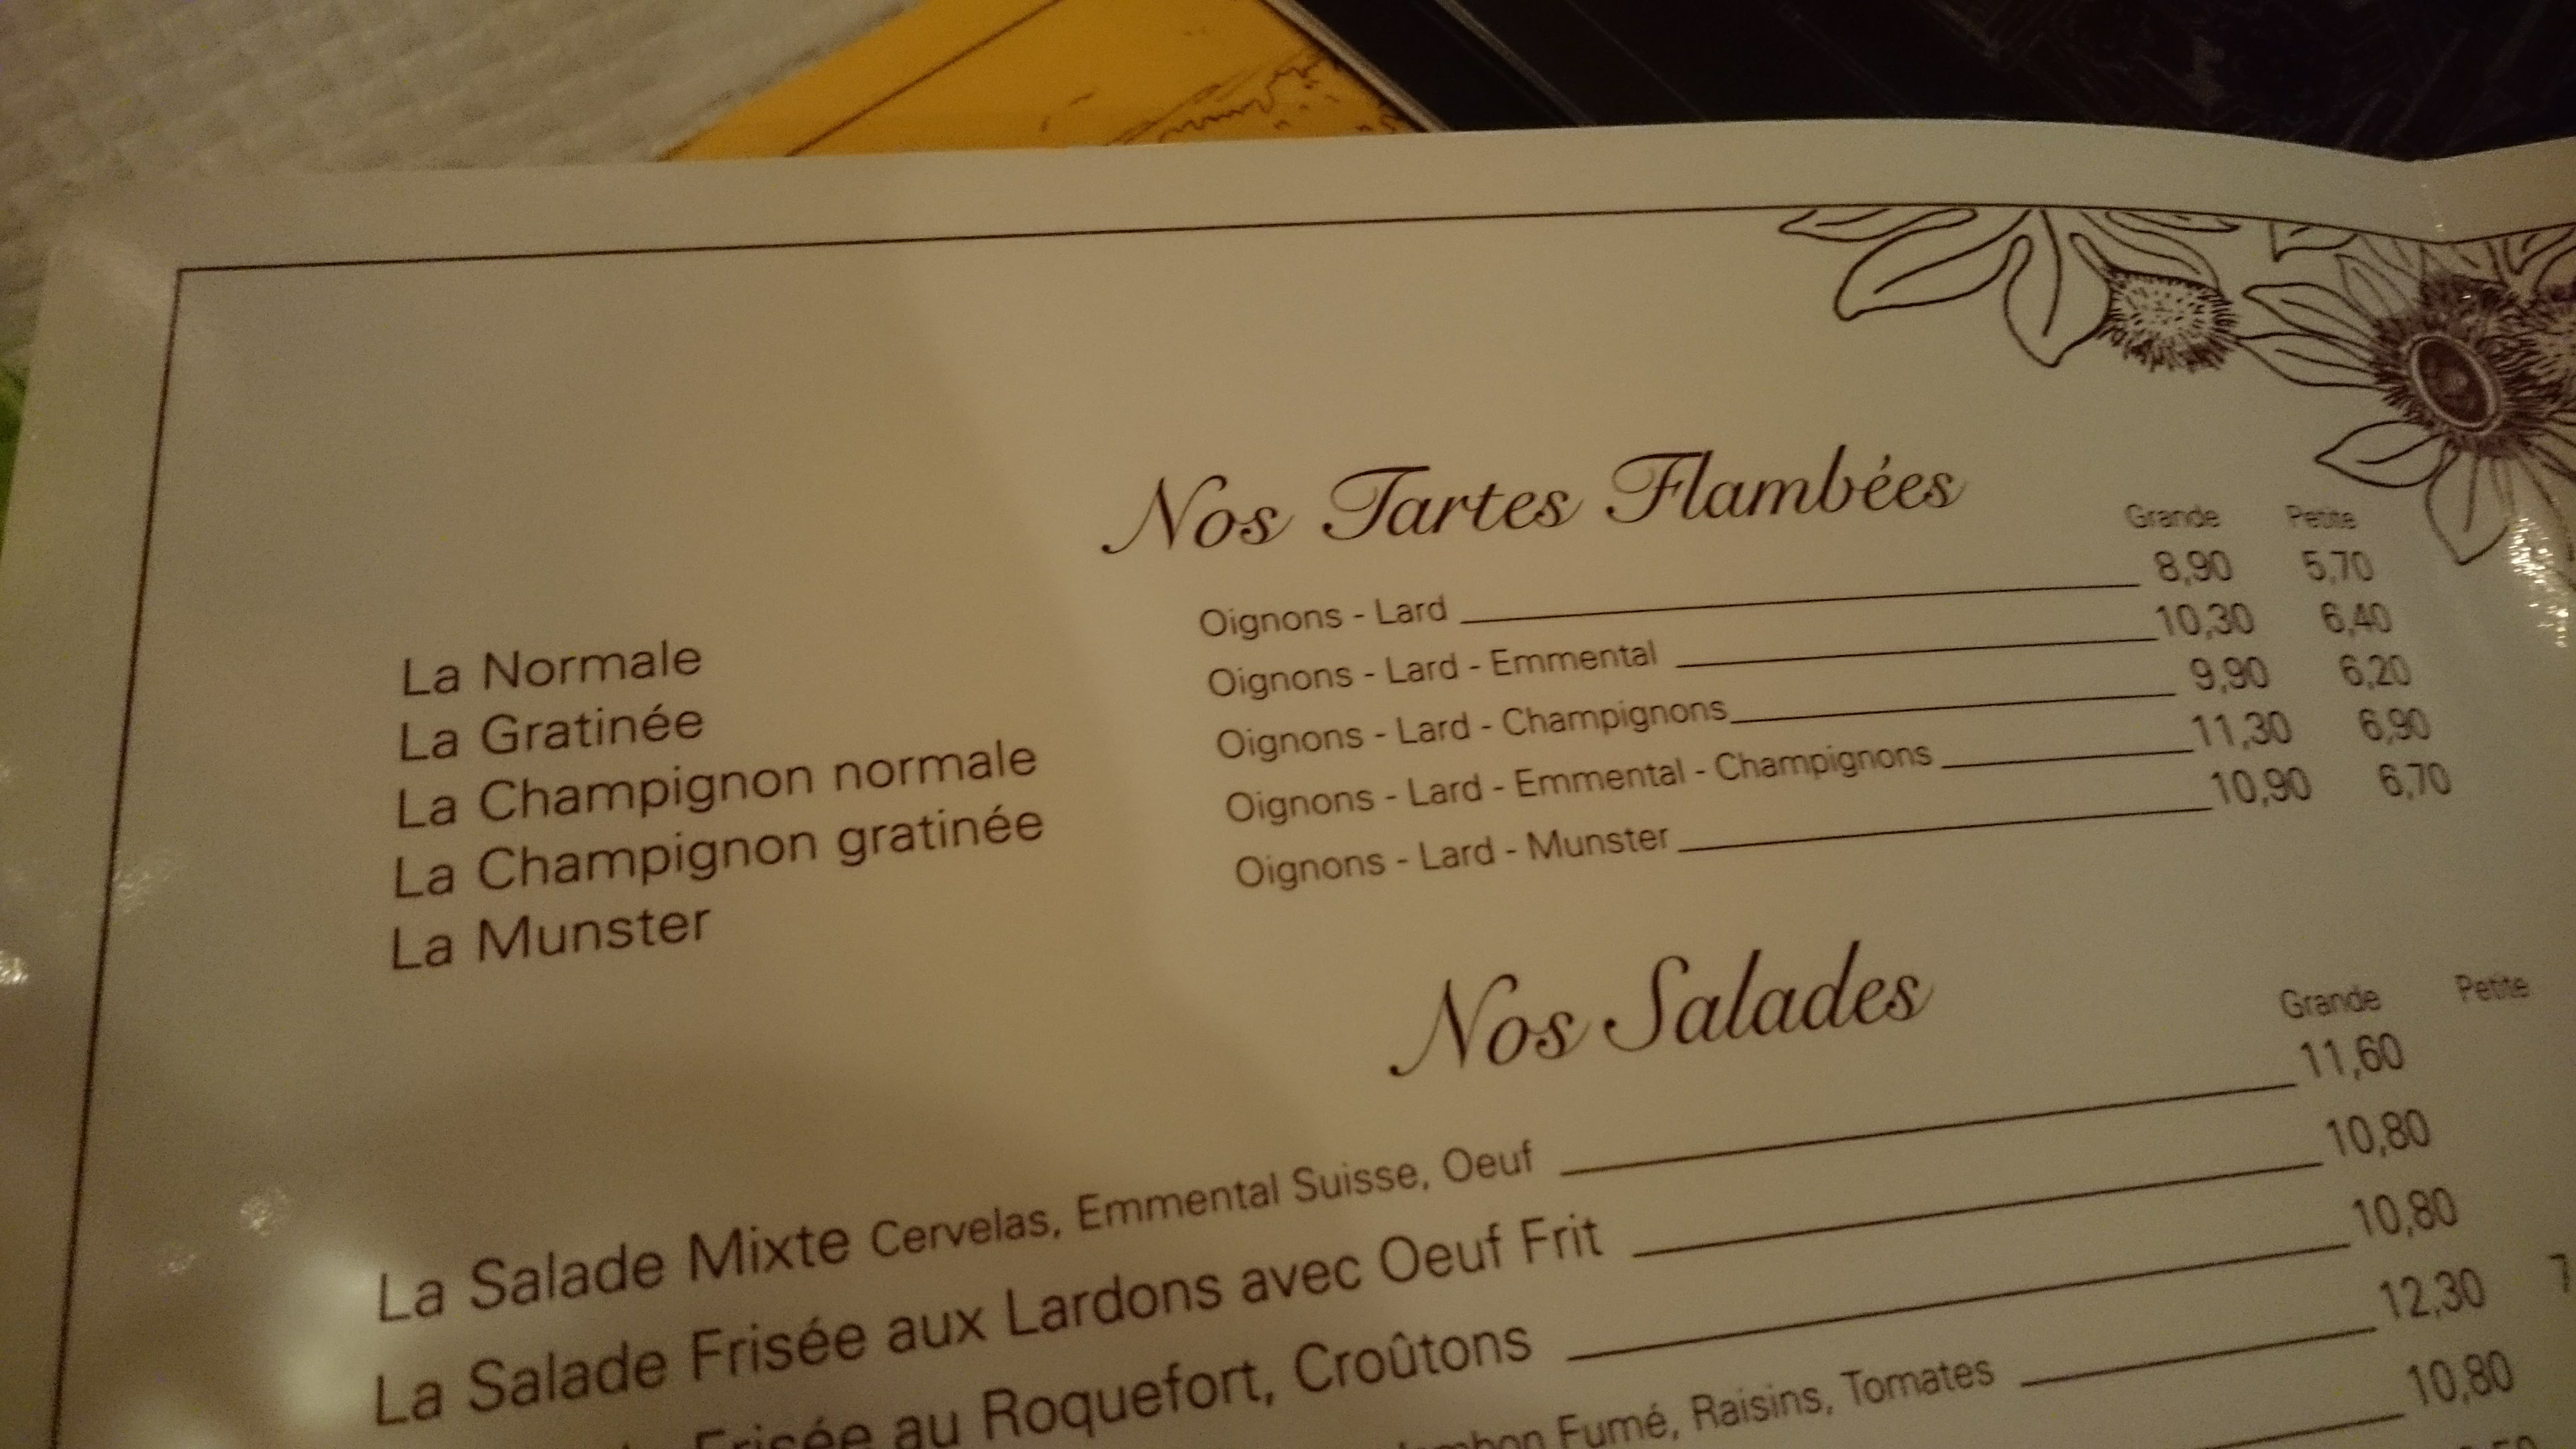 Nos Tartes Flambées
Grande Petite
La Normale Oignons - Lard 8,90 5,70
La Gratinée Oignons - Lard - Emmental 10,30 6,40
La Champignon normale Oignons - Lard - Champignons 9,90 6,20
La Champignon gratinée Oignons - Lard - Emmental - Champignons 11,30 6,90
La Munster Oignons - Lard - Munster 10,90 6,70
Nos Salades
Grande Petite
La Salade Mixte Cervelas, Emmental Suisse, Oeuf 11,60
La Salade Frisée aux Lardons avec Oeuf Frit 10,80
Frisée au Roquefort, Croûtons 10,80
Fumé, Raisins, Tomates 12,30
10,80